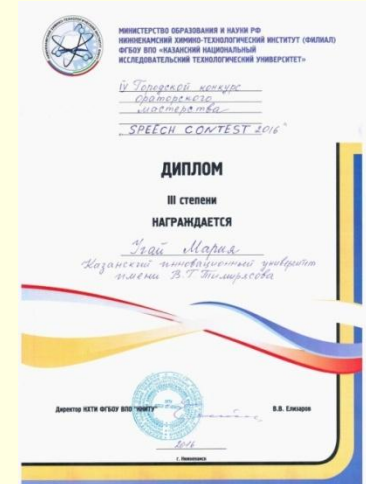 МИНИСТЕРСТВО ОБРАЗОВАНИЯ И НАУКИ РФ
НИЖНЕКАМСКИЙ ХИМИКО-ТЕХНОЛОГИЧЕСКИЙ ИНСТИТУТ (ФИЛИАЛ)
ФГБОУ ВПО «КАЗАНСКИЙ НАЦИОНАЛЬНЫЙ
ИССЛЕДОВАТЕЛЬСКИЙ ТЕХНОЛОГИЧЕСКИЙ УНИВЕРСИТЕТ»
IV Городской конкурс
ораторского
мастерства
"SPEECH CONTEST 2016"
ДИПЛОМ
III степени
НАГРАЖДАЕТСЯ
Угай Мария
Казанский инновационный университет
имени В.Г Тимирясова
Директор НХТИ ФГБОУ ВПО "КНИТУ"
В.В. Елизаров
2016
г. Нижнекамск